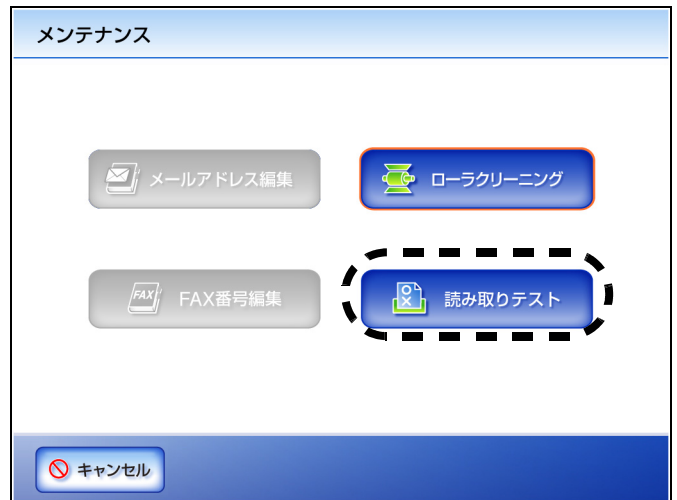 メンテナンス
メールアドレス編集
ローラクリーニング
FAX FAX番号編集
読み取りテスト
キャンセル